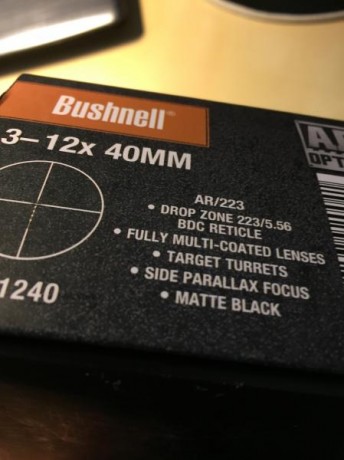 Bushnell®
3–12x 40MM
AR/223
• DROP ZONE 223/5.56
BDC RETICLE
• FULLY MULTI-COATED LENSES
• TARGET TURRETS
• SIDE PARALLAX FOCUS
• MATTE BLACK
1240